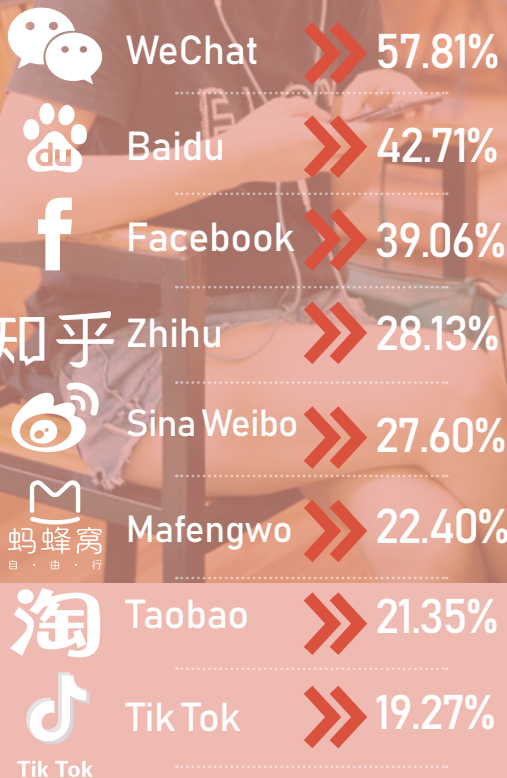 WeChat 57.81%
du
Baidu 42.71%
f
Facebook 39.06%
知乎 Zhihu 28.13%
Sina Weibo 27.60%
蚂蜂窝
自·由·行
Mafengwo 22.40%
淘 Taobao 21.35%
Tik Tok 19.27%
Tik Tok